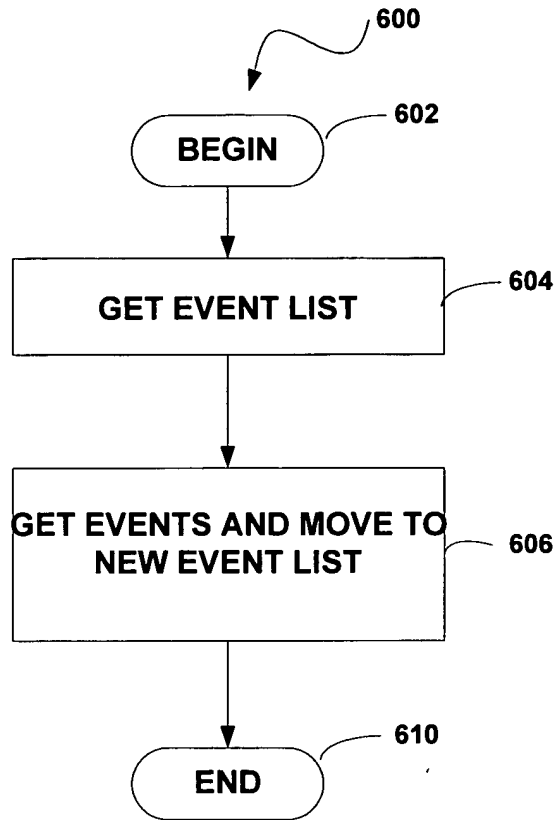 600
602
BEGIN
604
GET EVENT LIST
GET EVENTS AND MOVE TO
NEW EVENT LIST
606
610
END